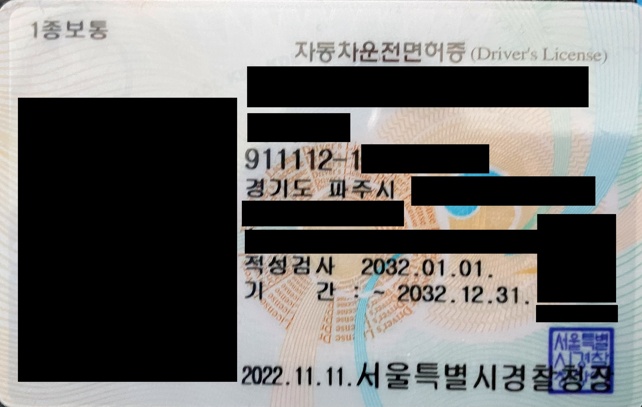 1종보통
자동차운전면허증 (Driver's License)
911112-1
경기도 파주시
적성검사 2032.01.01.
기 간 : ~ 2032.12.31.
서울특별
시경찰
2022.11.11. 서울특별시경찰청장